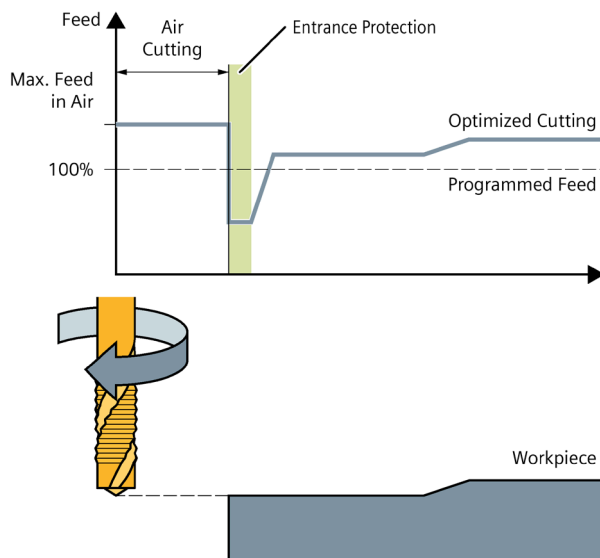 Feed
Air
Cutting
Entrance Protection
Max. Feed
in Air
Optimized Cutting
100%
Programmed Feed
Workpiece